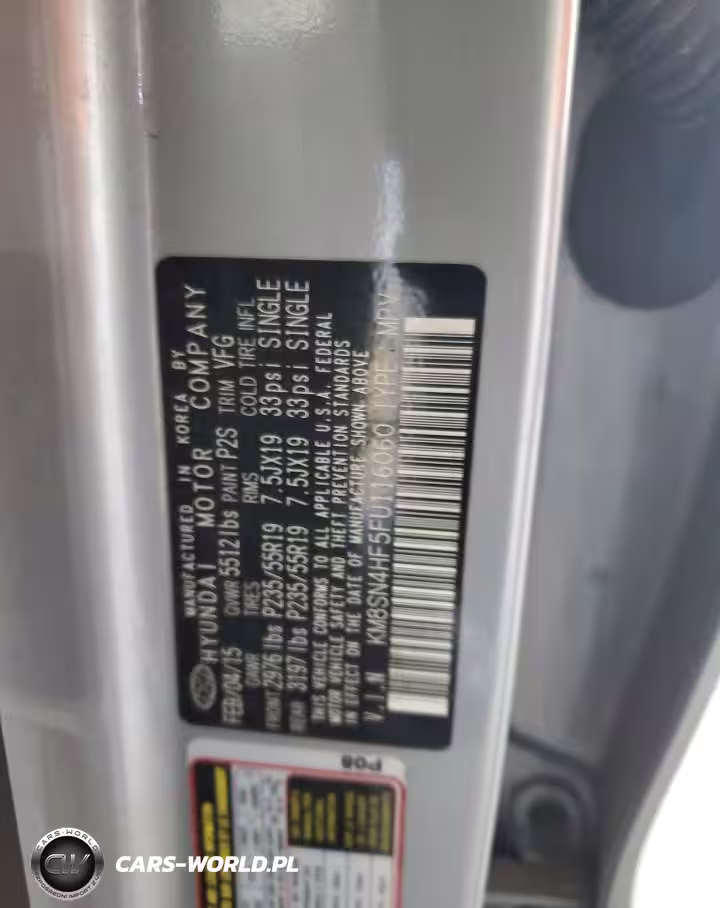 MANUFACTURED IN KOREA BY
HYUNDAI MOTOR COMPANY
FEB/04/15 GVWR 5512lbs PAINT P2S TRIM VFG
GAWR TIRES RIMS COLD TIRE INFL
FRONT 2976lbs P235/55R19 7.5JX19 33psi SINGLE
REAR 3197lbs P235/55R19 7.5JX19 33psi SINGLE
THIS VEHICLE CONFORMS TO ALL APPLICABLE U.S.A. FEDERAL
MOTOR VEHICLE SAFETY AND THEFT PREVENTION STANDARDS
IN EFFECT ON THE DATE OF MANUFACTURE SHOWN ABOVE
V.I.N KM8SN4HF5FU116060 TYPE MPV
P08
CARS-WORLD
CW
CARS-WORLD.PL